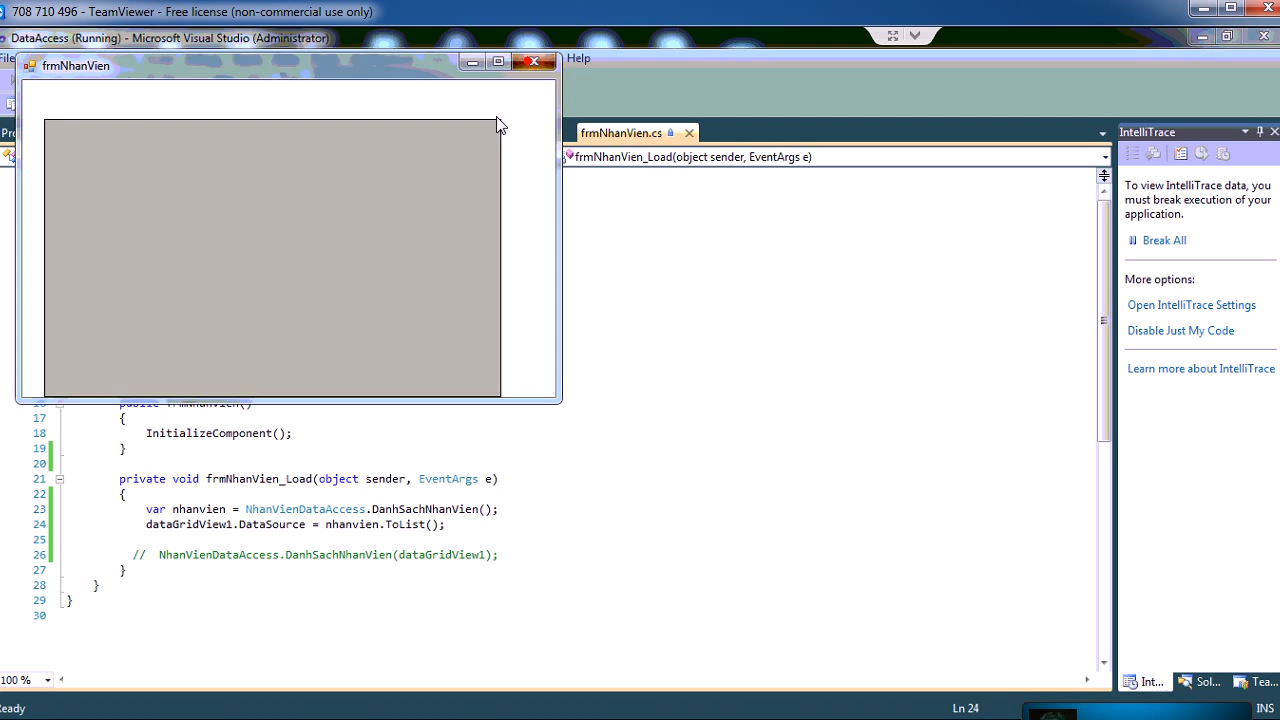 708 710 496 - TeamViewer - Free license (non-commercial use only)
DataAccess (Running) - Microsoft Visual Studio (Administrator)
File
Help
frmNhanVien
frmNhanVien.cs
IntelliTrace
frmNhanVien_Load(object sender, EventArgs e)
To view IntelliTrace data, you
must break execution of your
application.
Break All
More options:
Open IntelliTrace Settings
Disable Just My Code
Learn more about IntelliTrace
17 {
18 InitializeComponent();
19 }
20
21 private void frmNhanVien_Load(object sender, EventArgs e)
22 {
23 var nhanvien = NhanVienDataAccess.DanhSachNhanVien();
24 dataGridView1.DataSource = nhanvien.ToList();
25
26 // NhanVienDataAccess.DanhSachNhanVien(dataGridView1);
27 }
28 }
29 }
30
100 %
Int...
Sol...
Tea...
Ready
Ln 24
INS